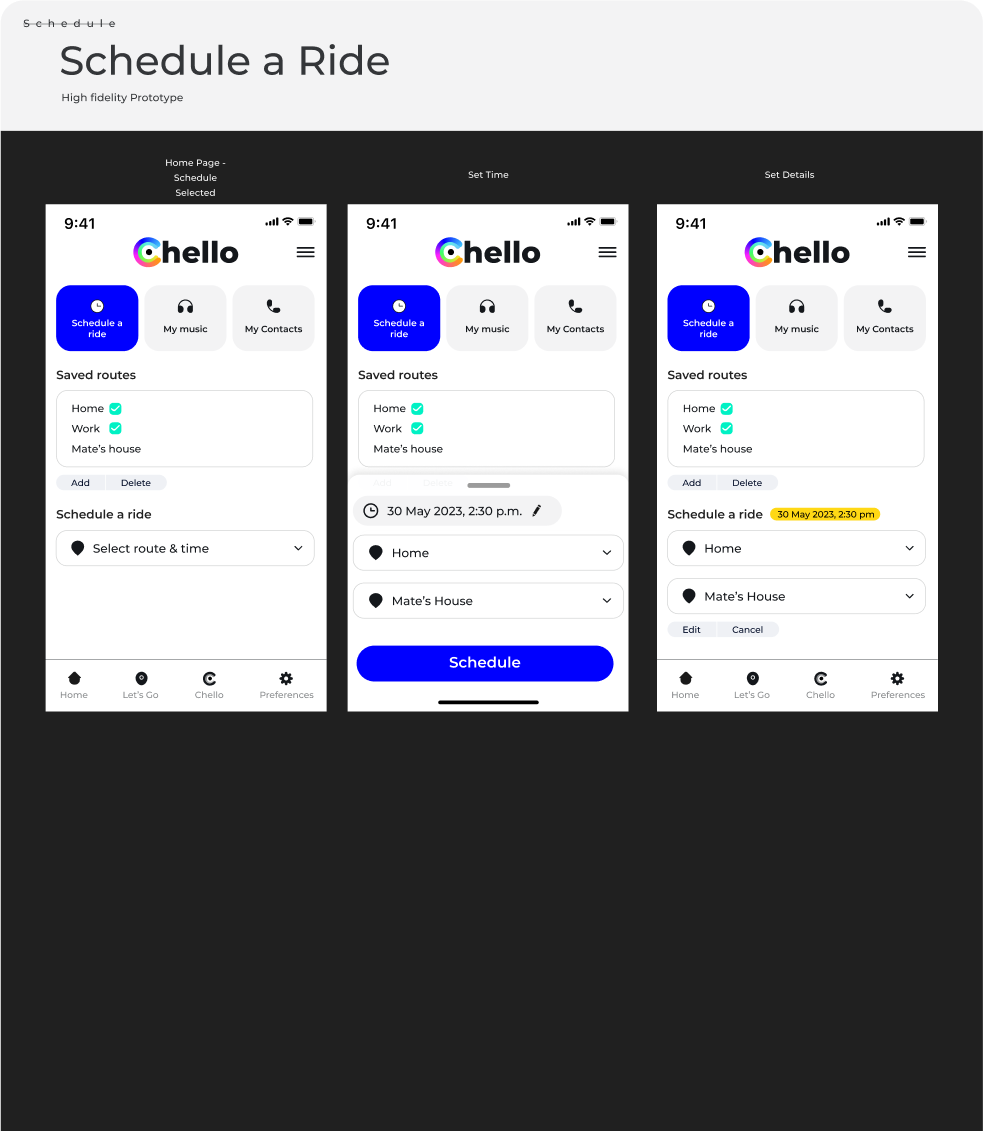 Schedule
Schedule a Ride
High fidelity Prototype
Home Page -
Schedule
Selected
9:41
Chello
Schedule a
ride
My music
My Contacts
Saved routes
Home
Work
Mate's house
Add Delete
Schedule a ride
Select route & time
Home Let's Go Chello Preferences
Set Time
9:41
Chello
Schedule a
ride
My music
My Contacts
Saved routes
Home
Work
Mate's house
Add Delete
30 May 2023, 2:30 p.m.
Home
Mate's House
Schedule
Set Details
9:41
Chello
Schedule a
ride
My music
My Contacts
Saved routes
Home
Work
Mate's house
Add Delete
Schedule a ride 30 May 2023, 2:30 pm
Home
Mate's House
Edit Cancel
Home Let's Go Chello Preferences